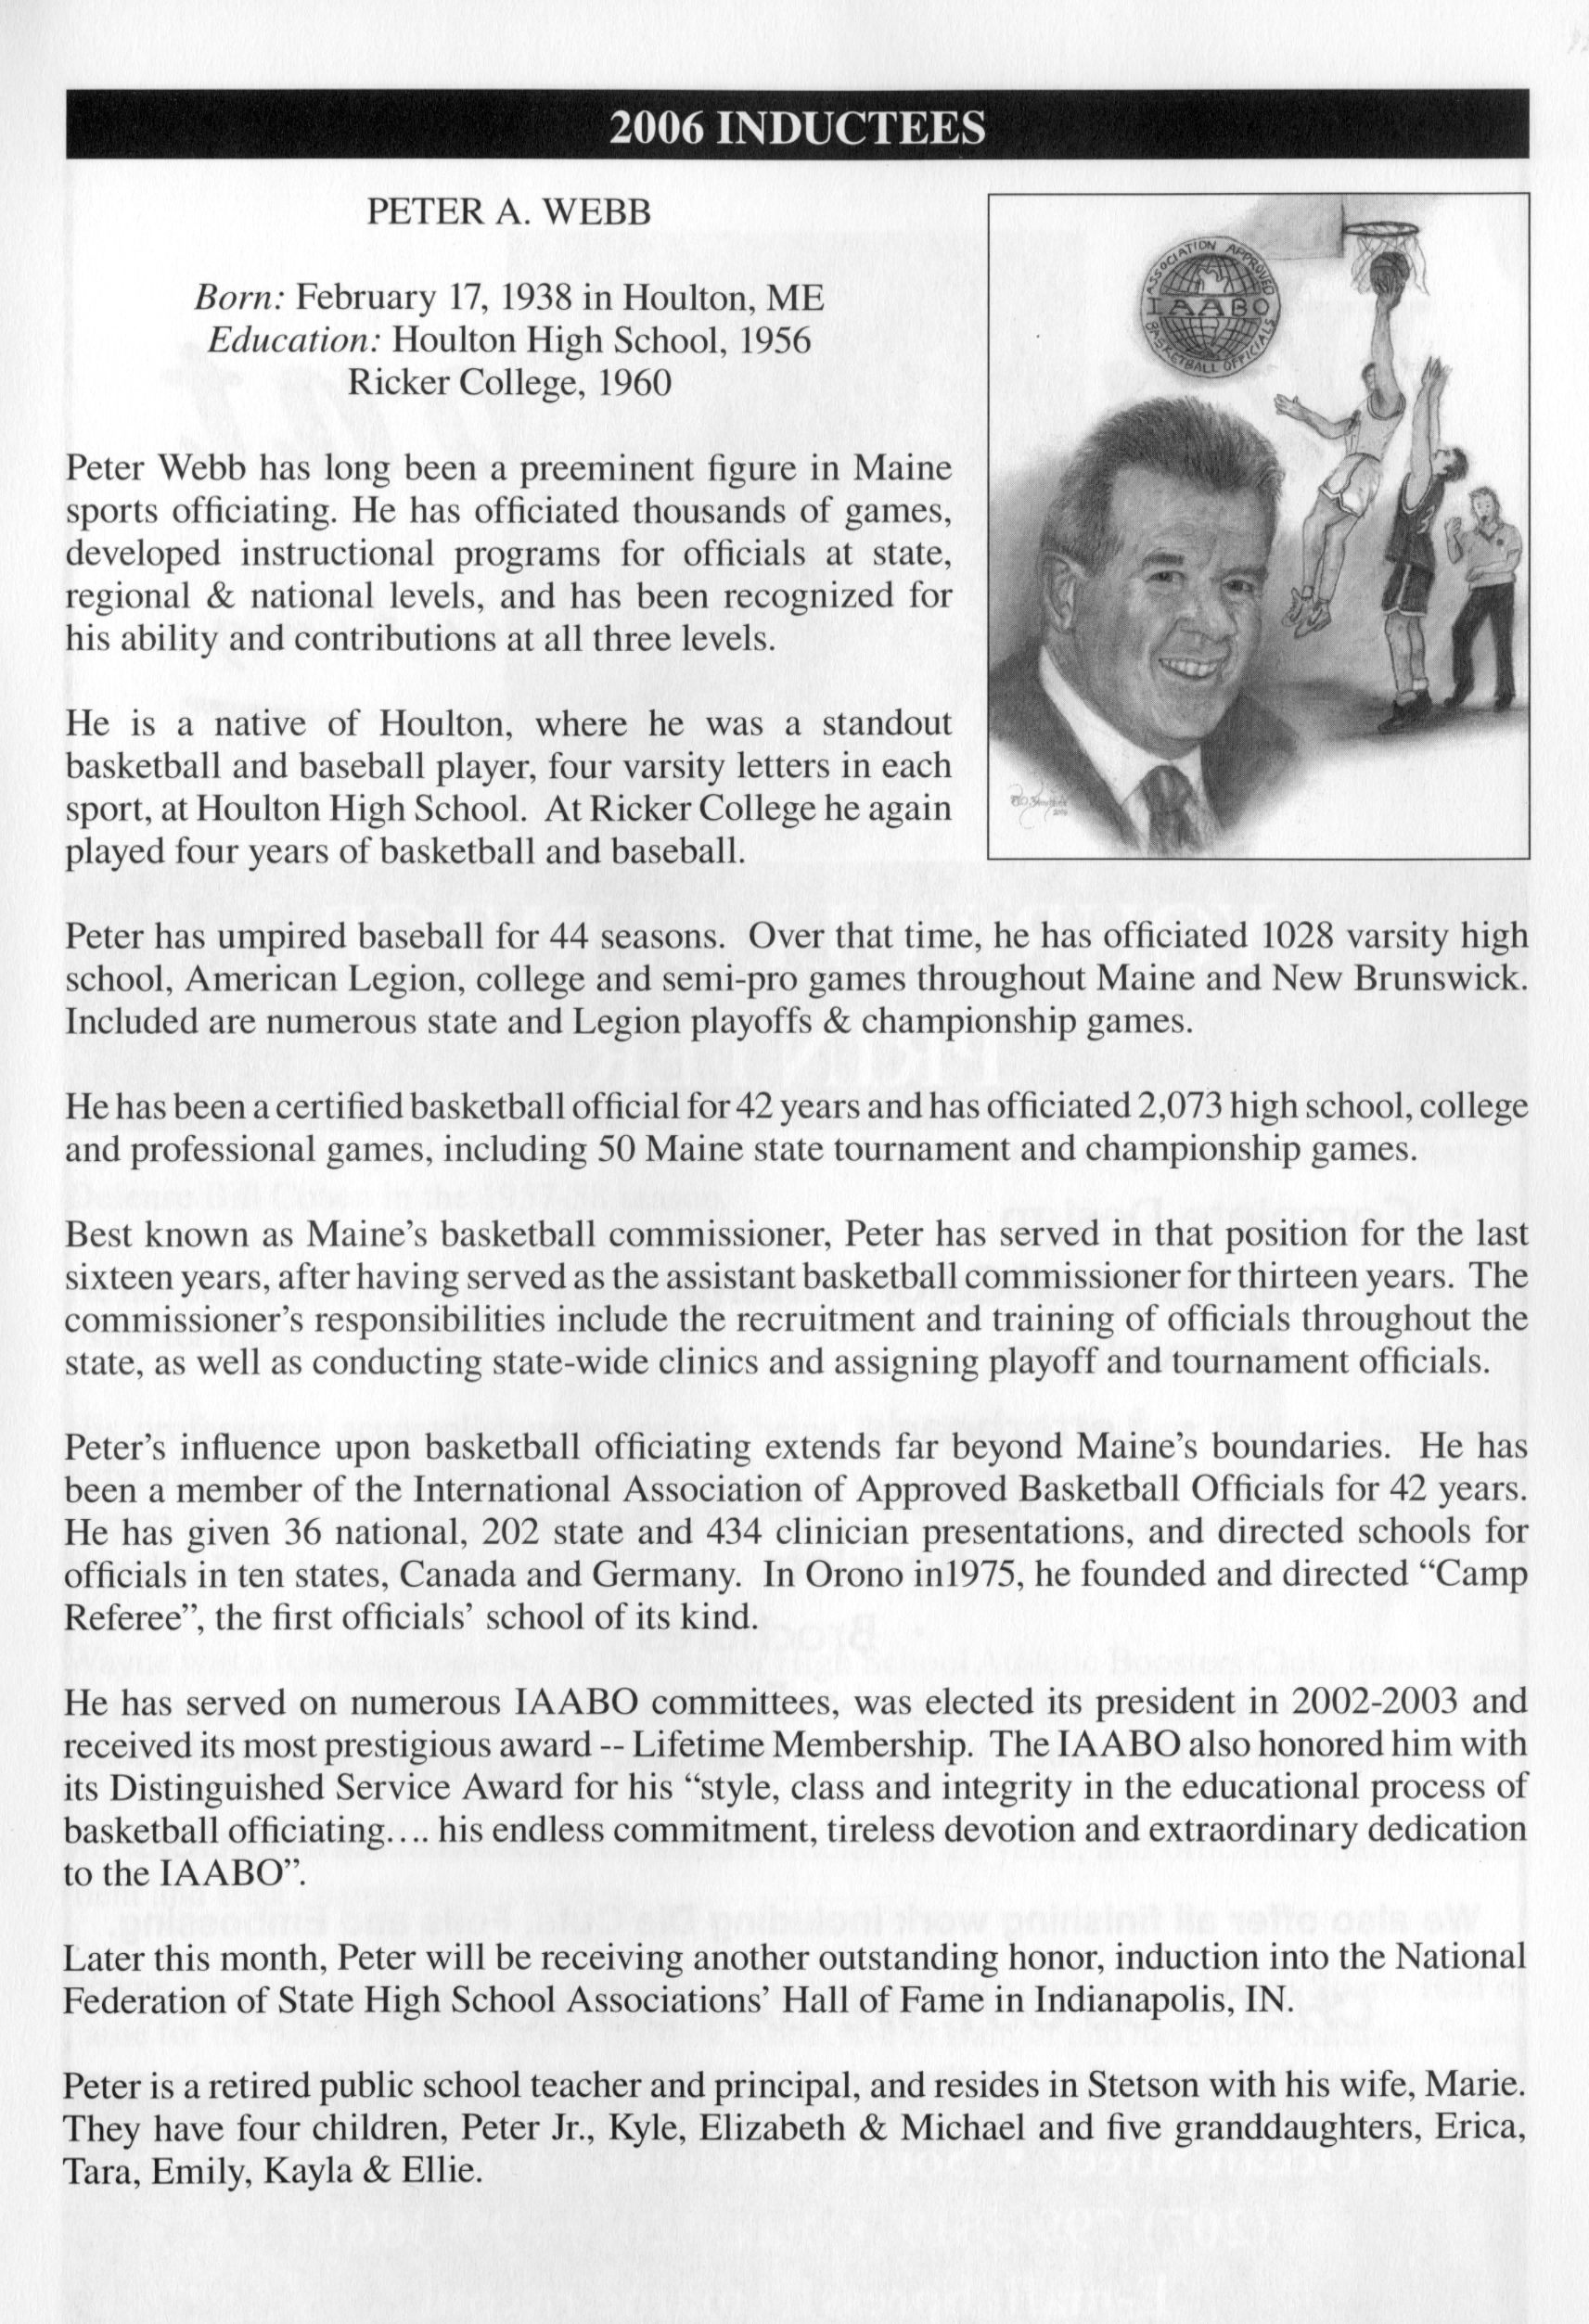 2006 INDUCTEES
PETER A. WEBB
Born: February 17, 1938 in Houlton, ME
Education: Houlton High School, 1956
Ricker College, 1960
ASSOCIATION APPROVED
IAABO
BASKETBALL OFFICIALS
Peter Webb has long been a preeminent figure in Maine
sports officiating. He has officiated thousands of games,
developed instructional programs for officials at state,
regional & national levels, and has been recognized for
his ability and contributions at all three levels.
He is a native of Houlton, where he was a standout
basketball and baseball player, four varsity letters in each
sport, at Houlton High School. At Ricker College he again
played four years of basketball and baseball.
Peter has umpired baseball for 44 seasons. Over that time, he has officiated 1028 varsity high
school, American Legion, college and semi-pro games throughout Maine and New Brunswick.
Included are numerous state and Legion playoffs & championship games.
He has been a certified basketball official for 42 years and has officiated 2,073 high school, college
and professional games, including 50 Maine state tournament and championship games.
Best known as Maine's basketball commissioner, Peter has served in that position for the last
sixteen years, after having served as the assistant basketball commissioner for thirteen years. The
commissioner's responsibilities include the recruitment and training of officials throughout the
state, as well as conducting state-wide clinics and assigning playoff and tournament officials.
Peter's influence upon basketball officiating extends far beyond Maine's boundaries. He has
been a member of the International Association of Approved Basketball Officials for 42 years.
He has given 36 national, 202 state and 434 clinician presentations, and directed schools for
officials in ten states, Canada and Germany. In Orono in1975, he founded and directed “Camp
Referee”, the first officials' school of its kind.
He has served on numerous IAABO committees, was elected its president in 2002-2003 and
received its most prestigious award -- Lifetime Membership. The IAABO also honored him with
its Distinguished Service Award for his “style, class and integrity in the educational process of
basketball officiating.... his endless commitment, tireless devotion and extraordinary dedication
to the IAABO”.
Later this month, Peter will be receiving another outstanding honor, induction into the National
Federation of State High School Associations' Hall of Fame in Indianapolis, IN.
Peter is a retired public school teacher and principal, and resides in Stetson with his wife, Marie.
They have four children, Peter Jr., Kyle, Elizabeth & Michael and five granddaughters, Erica,
Tara, Emily, Kayla & Ellie.